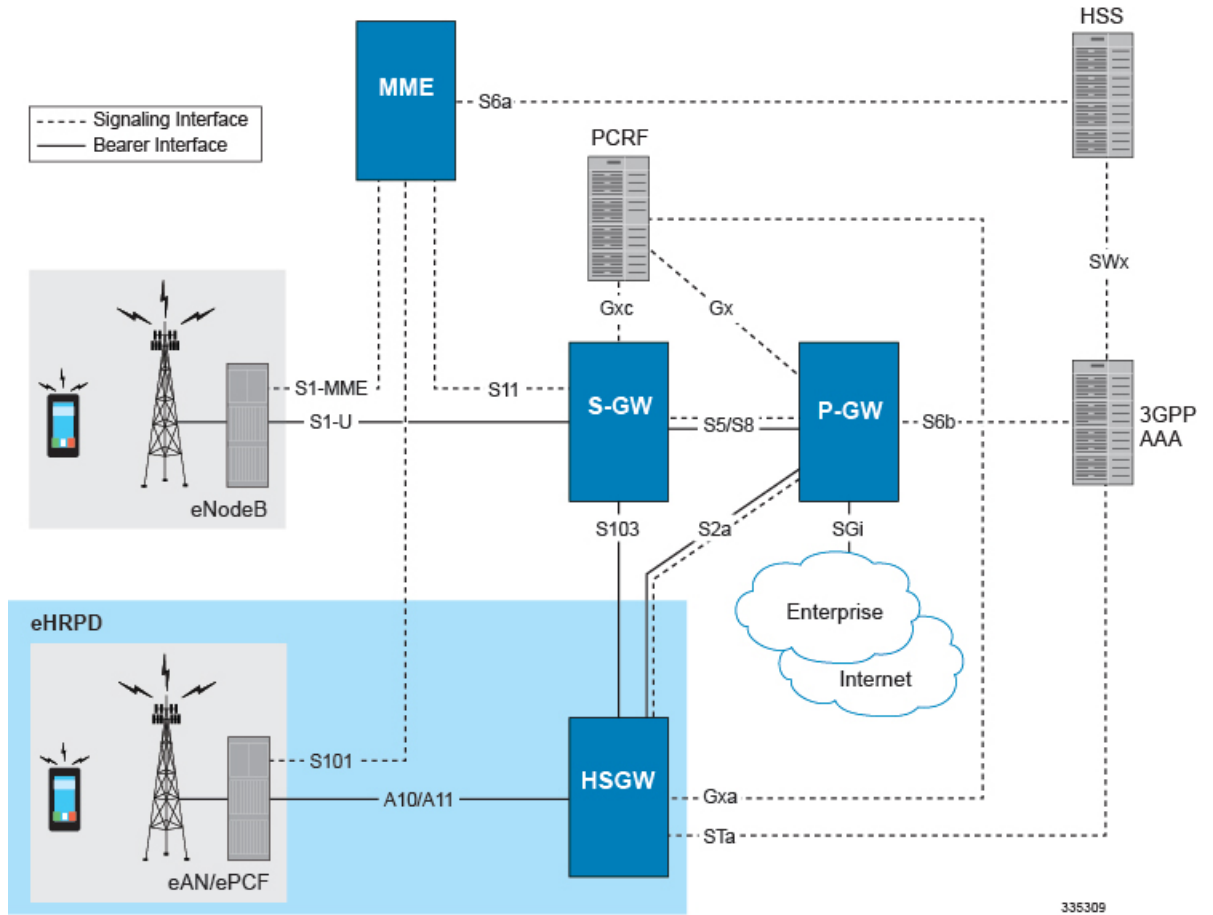 HSS
MME
S6a
Signaling Interface
Bearer Interface
PCRF
SWx
Gxc
Gx
S1-MME
S11
S-GW
P-GW
S1-U
S5/S8
S6b
3GPP
AAA
eNodeB
S103
S2a
SGi
Enterprise
eHRPD
Internet
S101
HSGW
A10/A11
Gxa
STa
eAN/ePCF
335309